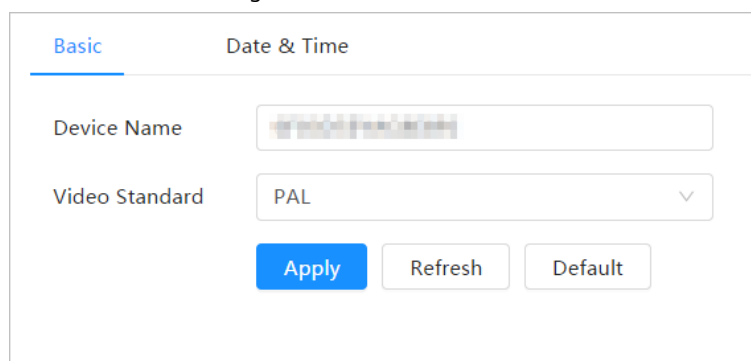 Basic Date & Time
Device Name
Video Standard PAL
Apply Refresh Default